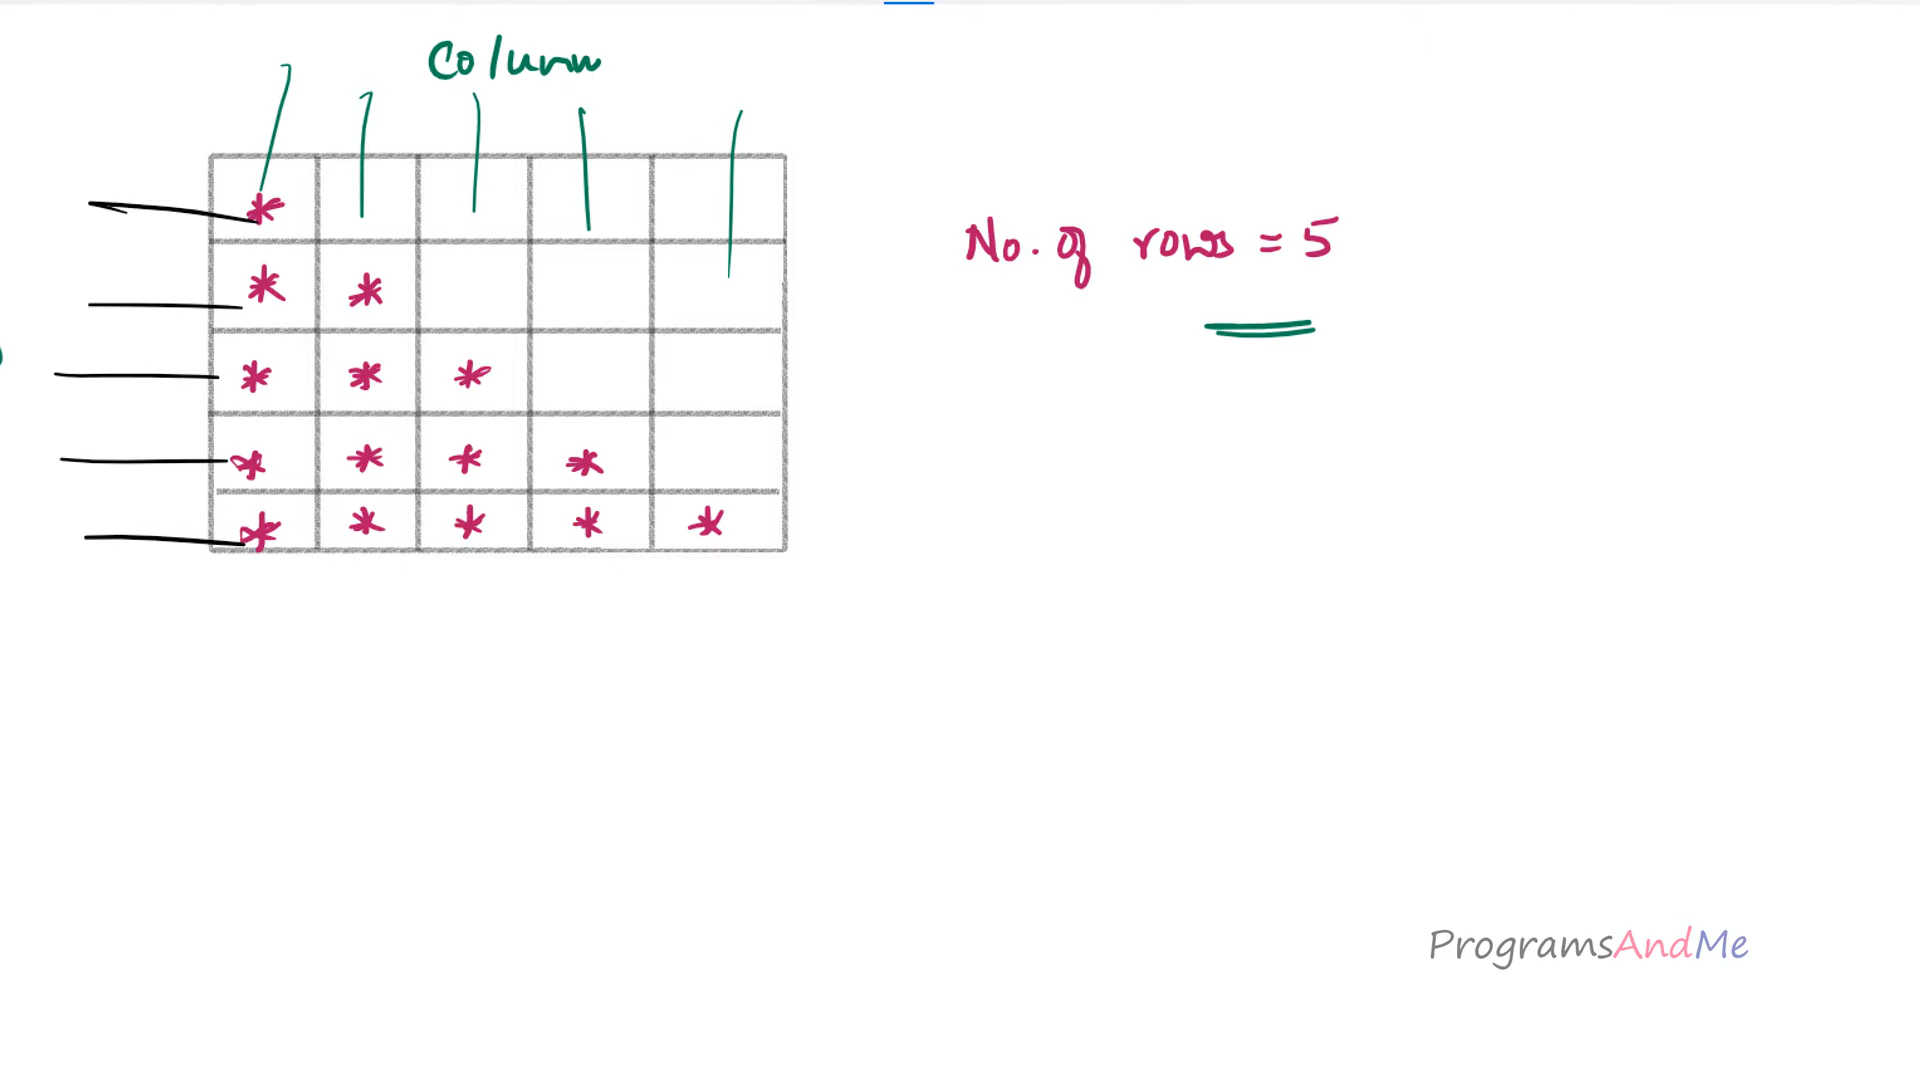 Column
No. of rows = 5
*
* *
* * *
* * * *
* * * * *
ProgramsAndMe